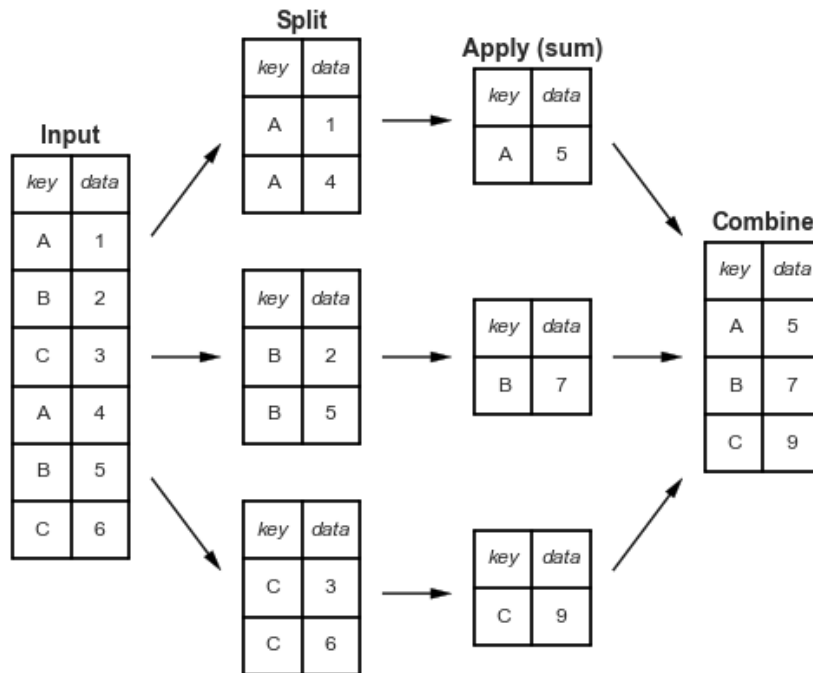 Input
key data
A 1
B 2
C 3
A 4
B 5
C 6
Split
key data
A 1
A 4
key data
B 2
B 5
key data
C 3
C 6
Apply (sum)
key data
A 5
key data
B 7
key data
C 9
Combine
key data
A 5
B 7
C 9